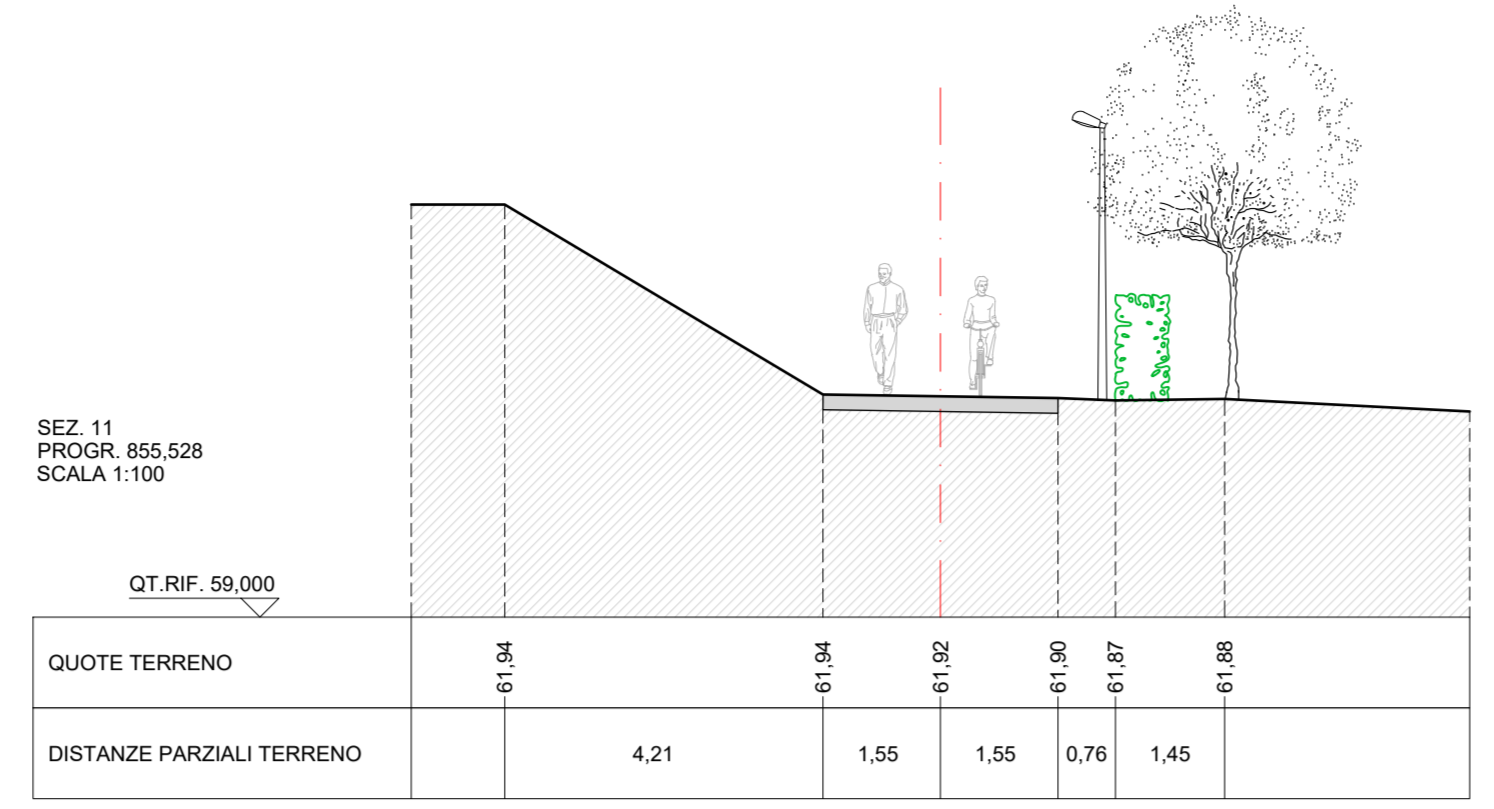 SEZ. 11
PROGR. 855,528
SCALA 1:100
QT.RIF. 59,000
QUOTE TERRENO
61,94
61,94
61,92
61,90
61,87
61,88
DISTANZE PARZIALI TERRENO
4,21
1,55
1,55
0,76
1,45